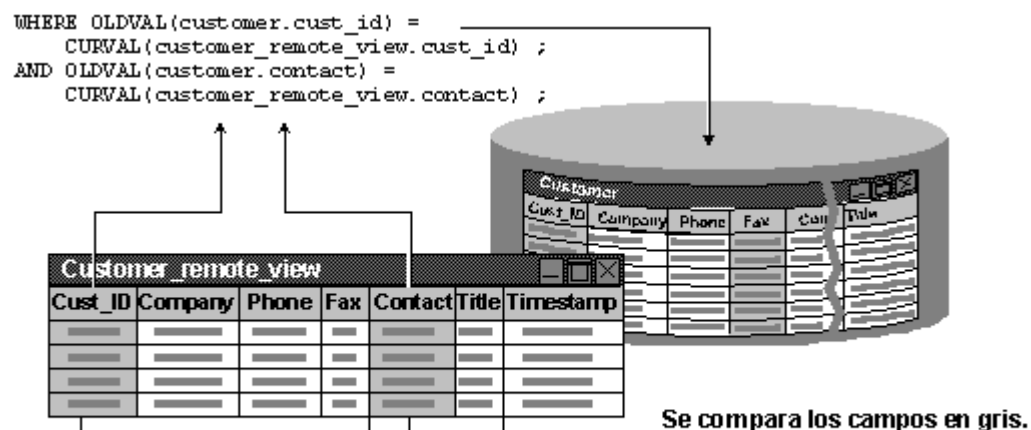 WHERE OLDVAL(customer.cust_id) =
CURVAL(customer_remote_view.cust_id) ;
AND OLDVAL(customer.contact) =
CURVAL(customer_remote_view.contact) ;
Customer
Cust_ID Company Phone Fax Title
Customer_remote_view
Cust_ID Company Phone Fax Contact Title Timestamp
Se compara los campos en gris.